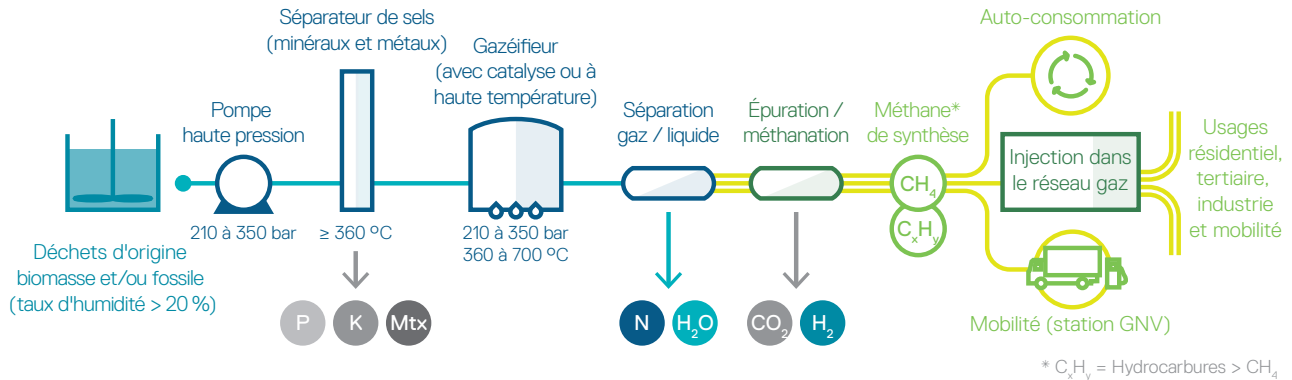 Séparateur de sels
(minéraux et métaux)
Gazéifieur
(avec catalyse ou à
haute température)
Pompe
haute pression
Séparation
gaz / liquide
Épuration /
méthanation
Méthane*
de synthèse
Auto-consommation
Injection dans
le réseau gaz
Usages
résidentiel,
tertiaire,
industrie
et mobilité
CH₄
CₓHᵧ
210 à 350 bar
≥ 360 °C
210 à 350 bar
360 à 700 °C
Déchets d'origine
biomasse et/ou fossile
(taux d'humidité > 20 %)
P
K
Mtx
N
H₂O
CO₂
H₂
Mobilité (station GNV)
* CₓHᵧ = Hydrocarbures > CH₄